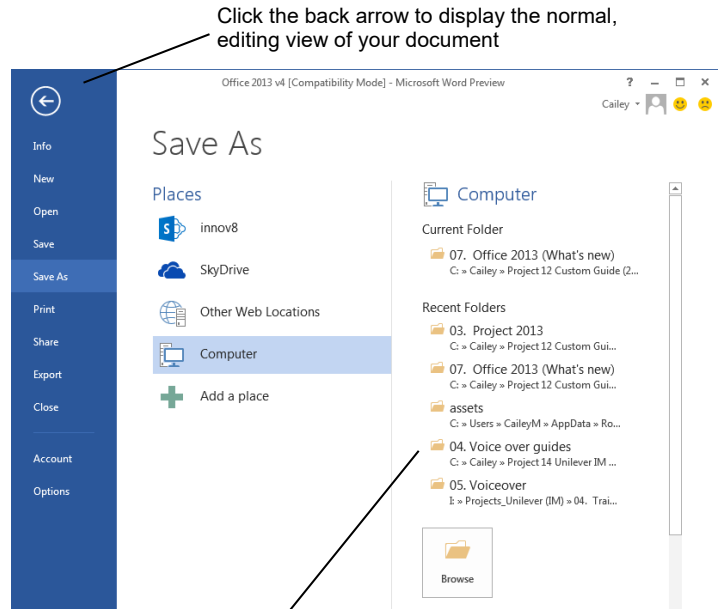 Click the back arrow to display the normal,
editing view of your document
Office 2013 v4 [Compatibility Mode] - Microsoft Word Preview
?
Cailey
Info
New
Open
Save
Save As
Print
Share
Export
Close
Account
Options
Save As
Places
S
innov8
SkyDrive
Other Web Locations
Computer
Add a place
Computer
Current Folder
07. Office 2013 (What's new)
C: » Cailey » Project 12 Custom Guide (2...
Recent Folders
03. Project 2013
C: » Cailey » Project 12 Custom Gui...
07. Office 2013 (What's new)
C: » Cailey » Project 12 Custom Gui...
assets
C: » Users » CaileyM » AppData » Ro...
04. Voice over guides
C: » Cailey » Project 14 Unilever IM ...
05. Voiceover
I: » Projects_Unilever (IM) » 04. Trai...
Browse